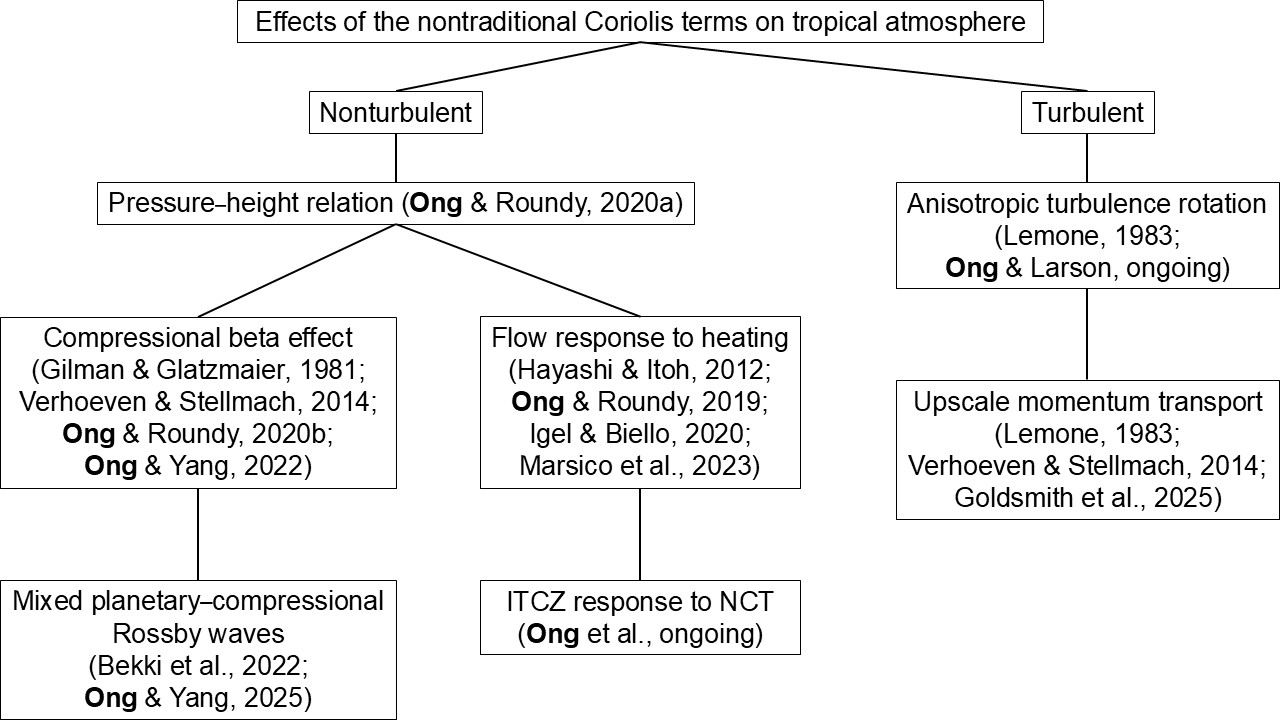 Effects of the nontraditional Coriolis terms on tropical atmosphere
Nonturbulent
Turbulent
Pressure–height relation (Ong & Roundy, 2020a)
Anisotropic turbulence rotation
(Lemone, 1983;
Ong & Larson, ongoing)
Compressional beta effect
(Gilman & Glatzmaier, 1981;
Verhoeven & Stellmach, 2014;
Ong & Roundy, 2020b;
Ong & Yang, 2022)
Flow response to heating
(Hayashi & Itoh, 2012;
Ong & Roundy, 2019;
Igel & Biello, 2020;
Marsico et al., 2023)
Upscale momentum transport
(Lemone, 1983;
Verhoeven & Stellmach, 2014;
Goldsmith et al., 2025)
Mixed planetary–compressional
Rossby waves
(Bekki et al., 2022;
Ong & Yang, 2025)
ITCZ response to NCT
(Ong et al., ongoing)